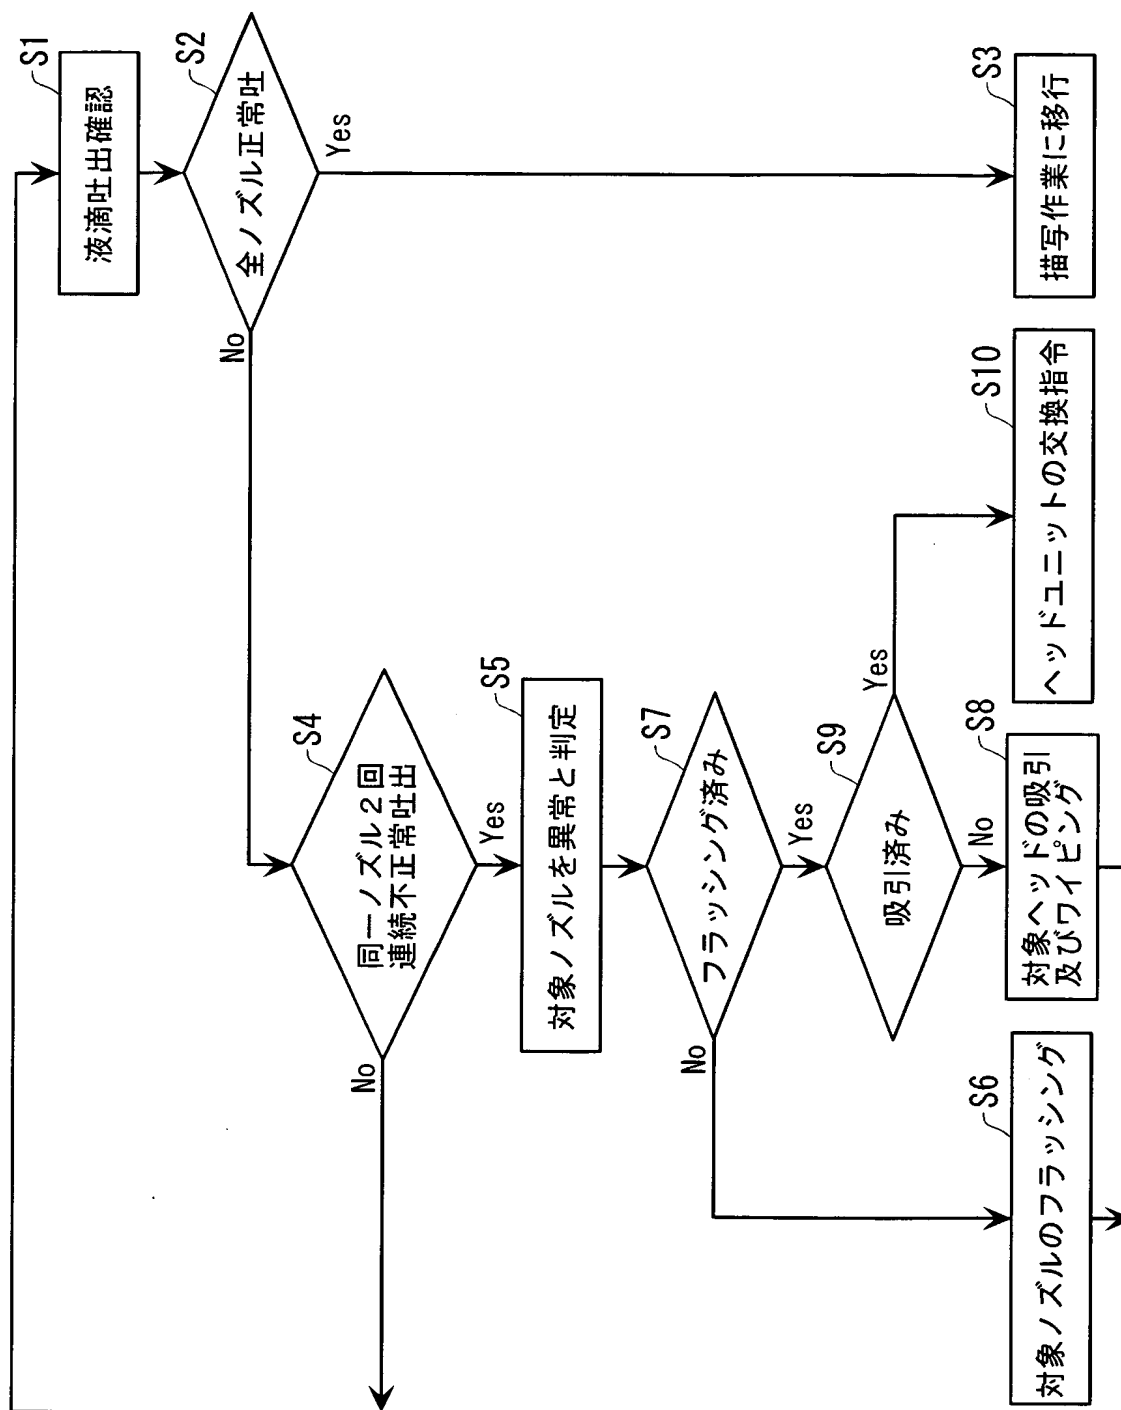 S1
液滴吐出確認
S2
全ノズル正常吐
Yes
No
S3
描写作業に移行
S4
同一ノズル2回
連続不正常吐出
Yes
No
S5
対象ノズルを異常と判定
S7
フラッシング済み
Yes
No
S9
吸引済み
Yes
No
S10
ヘッドユニットの交換指令
S8
対象ヘッドの吸引
及びワイピング
S6
対象ノズルのフラッシング